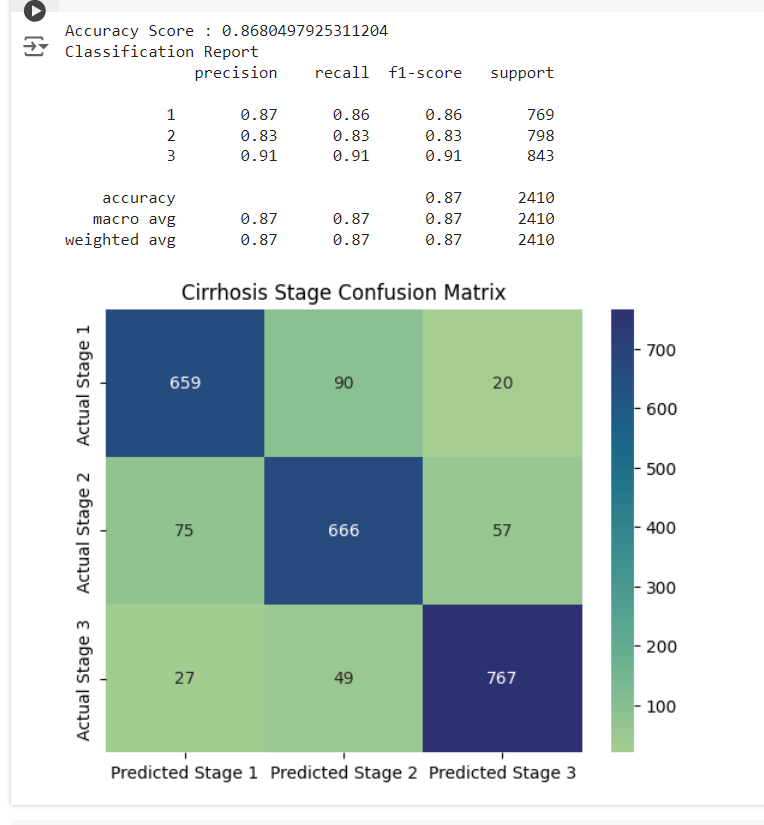 Accuracy Score : 0.8680497925311204
Classification Report
precision recall f1-score support
1 0.87 0.86 0.86 769
2 0.83 0.83 0.83 798
3 0.91 0.91 0.91 843
accuracy 0.87 2410
macro avg 0.87 0.87 0.87 2410
weighted avg 0.87 0.87 0.87 2410
Cirrhosis Stage Confusion Matrix
Actual Stage 1
659 90 20
Actual Stage 2
75 666 57
Actual Stage 3
27 49 767
Predicted Stage 1 Predicted Stage 2 Predicted Stage 3
700
600
500
400
300
200
100